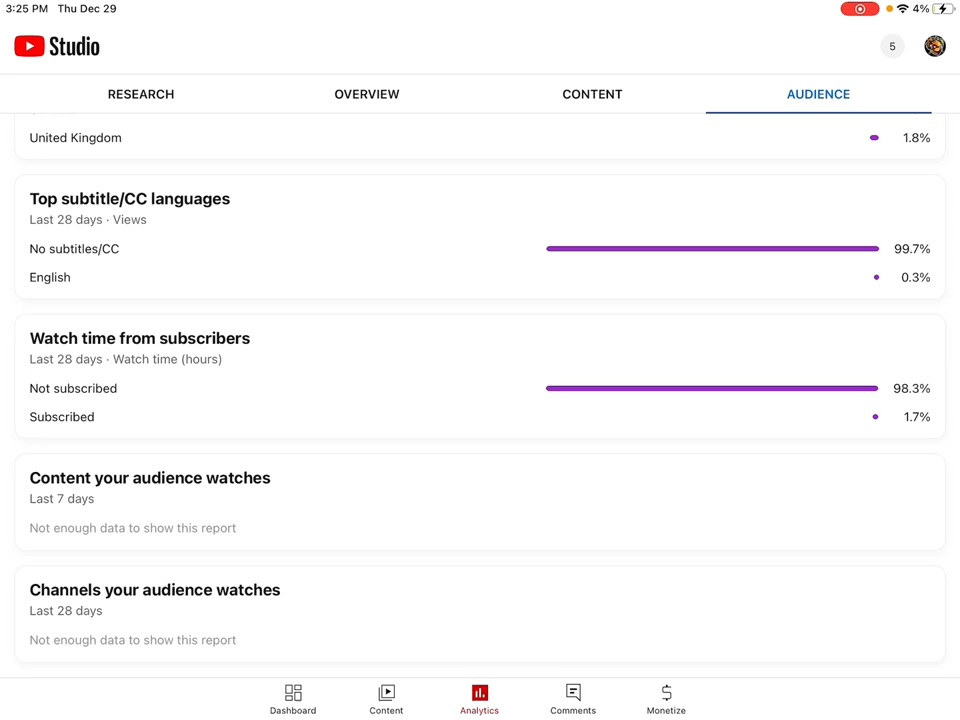 3:25 PM Thu Dec 29
4%
Studio
5
RESEARCH
OVERVIEW
CONTENT
AUDIENCE
United Kingdom 1.8%
Top subtitle/CC languages
Last 28 days · Views
No subtitles/CC 99.7%
English 0.3%
Watch time from subscribers
Last 28 days · Watch time (hours)
Not subscribed 98.3%
Subscribed 1.7%
Content your audience watches
Last 7 days
Not enough data to show this report
Channels your audience watches
Last 28 days
Not enough data to show this report
Dashboard
Content
Analytics
Comments
Monetize